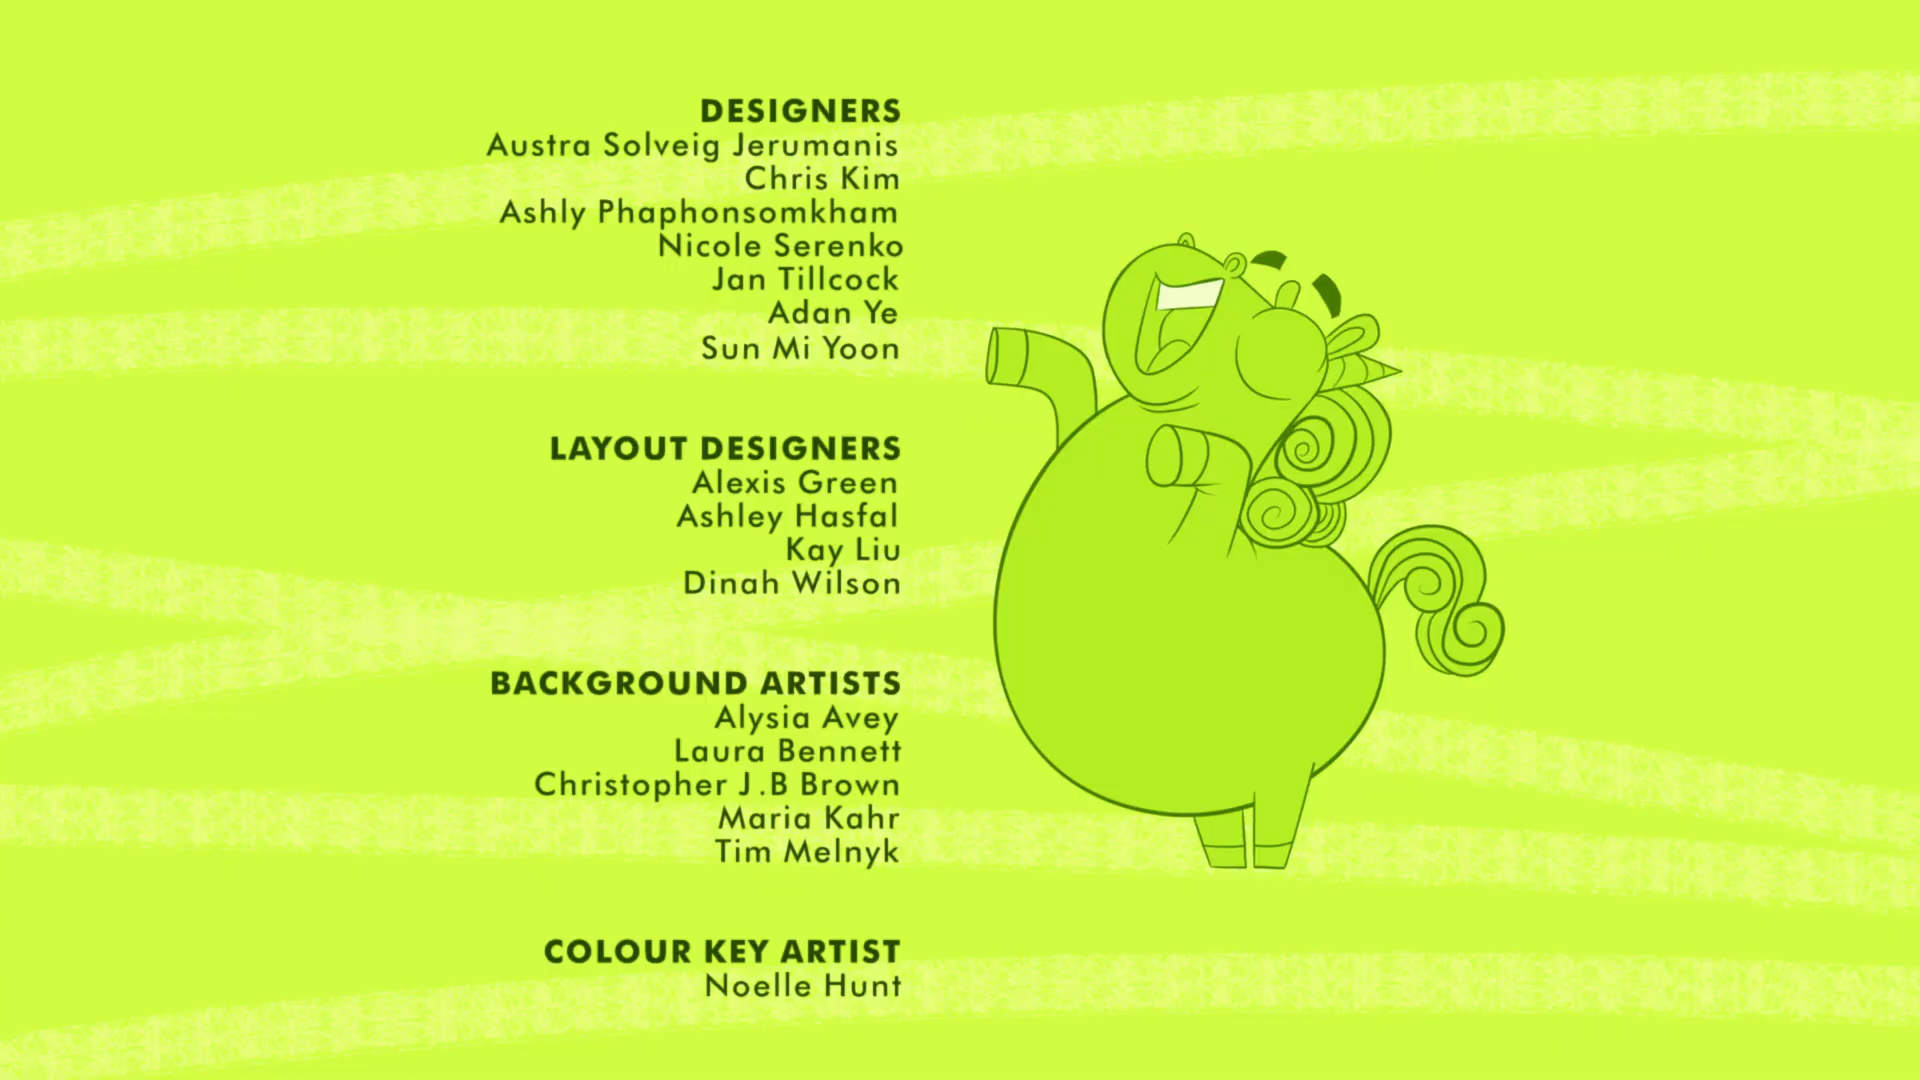 DESIGNERS
Austra Solveig Jerumanis
Chris Kim
Ashly Phaphonsomkham
Nicole Serenko
Jan Tillcock
Adan Ye
Sun Mi Yoon
LAYOUT DESIGNERS
Alexis Green
Ashley Hasfal
Kay Liu
Dinah Wilson
BACKGROUND ARTISTS
Alysia Avey
Laura Bennett
Christopher J.B Brown
Maria Kahr
Tim Melnyk
COLOUR KEY ARTIST
Noelle Hunt